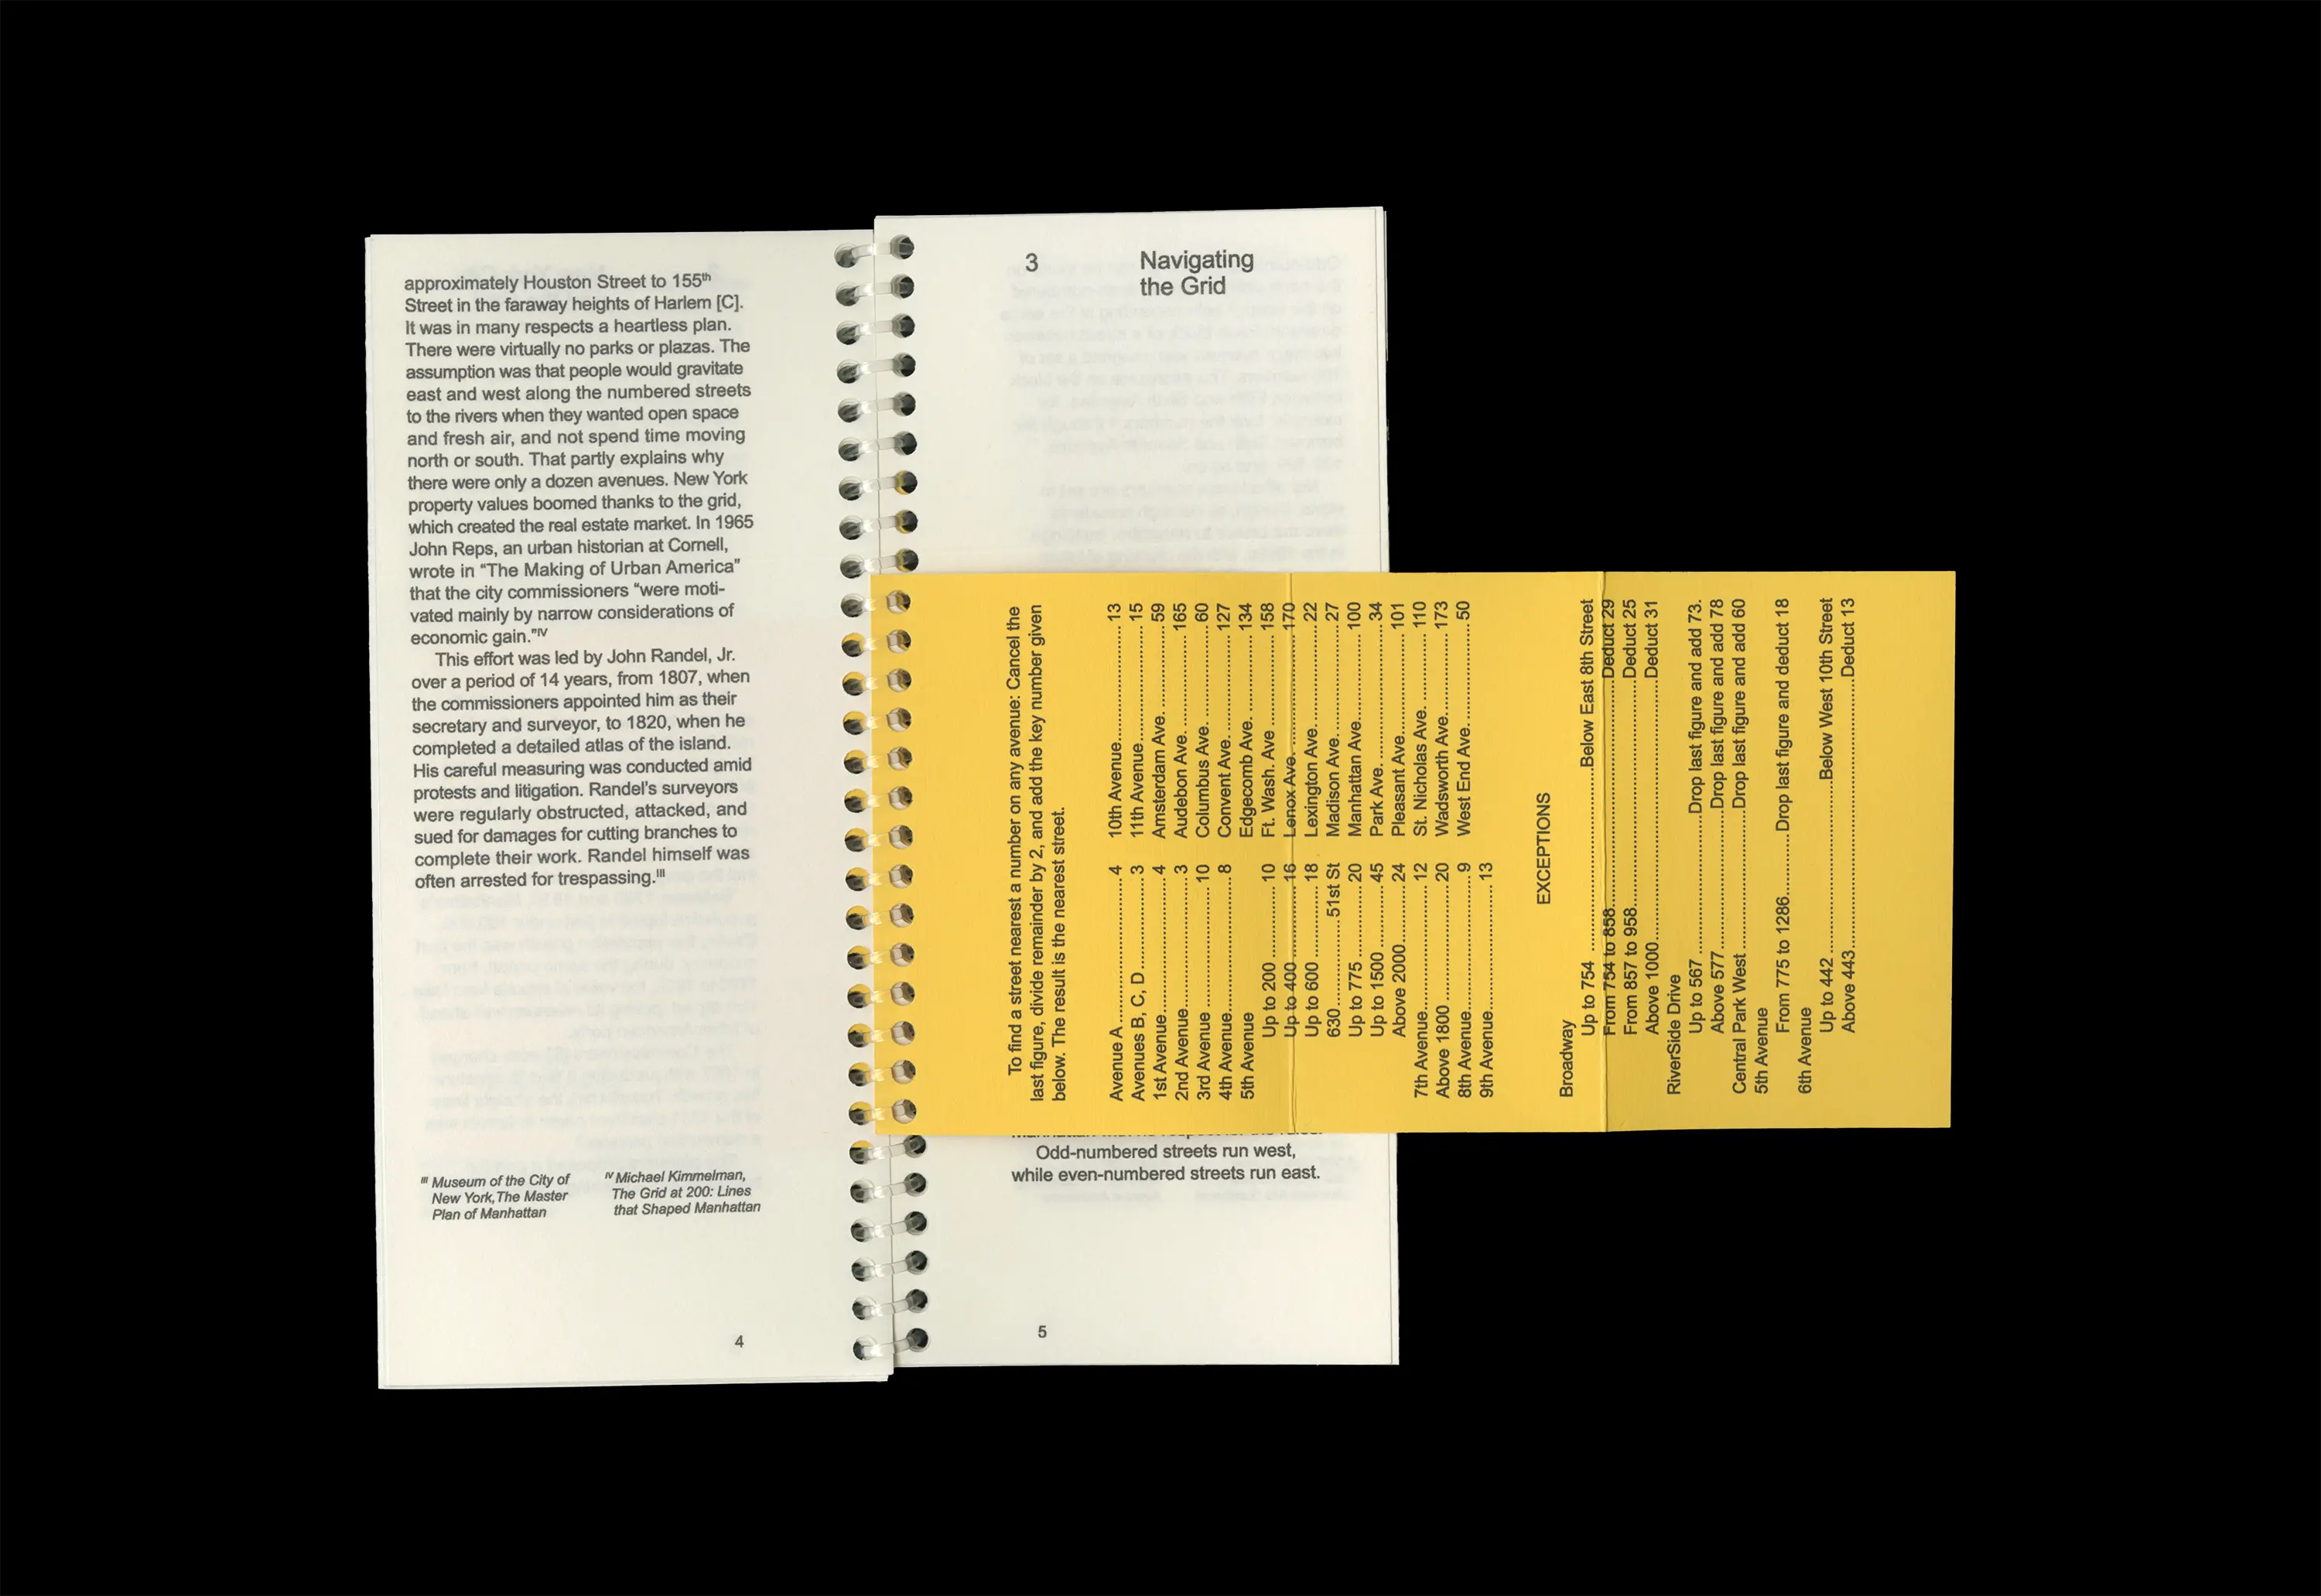 approximately Houston Street to 155th
Street in the faraway heights of Harlem [C].
It was in many respects a heartless plan.
There were virtually no parks or plazas. The
assumption was that people would gravitate
east and west along the numbered streets
to the rivers when they wanted open space
and fresh air, and not spend time moving
north or south. That partly explains why
there were only a dozen avenues. New York
property values boomed thanks to the grid,
which created the real estate market. In 1965
John Reps, an urban historian at Cornell,
wrote in “The Making of Urban America”
that the city commissioners “were moti-
vated mainly by narrow considerations of
economic gain.”IV
This effort was led by John Randel, Jr.
over a period of 14 years, from 1807, when
the commissioners appointed him as their
secretary and surveyor, to 1820, when he
completed a detailed atlas of the island.
His careful measuring was conducted amid
protests and litigation. Randel’s surveyors
were regularly obstructed, attacked, and
sued for damages for cutting branches to
complete their work. Randel himself was
often arrested for trespassing.III
III Museum of the City of
New York, The Master
Plan of Manhattan
IV Michael Kimmelman,
The Grid at 200: Lines
that Shaped Manhattan
4
3
Navigating
the Grid
To find a street nearest a number on any avenue: Cancel the
last figure, divide remainder by 2, and add the key number given
below. The result is the nearest street.
Avenue A 4
Avenues B, C, D 3
1st Avenue 4
2nd Avenue 3
3rd Avenue 10
4th Avenue 8
5th Avenue
Up to 200 10
Up to 400 16
Up to 600 18
630 51st St
Up to 775 20
Up to 1500 45
Above 2000 24
7th Avenue 12
Above 1800 20
8th Avenue 9
9th Avenue 13
10th Avenue 13
11th Avenue 15
Amsterdam Ave. 59
Audebon Ave. 165
Columbus Ave. 60
Convent Ave. 127
Edgecomb Ave. 134
Ft. Wash. Ave 158
Lenox Ave. 170
Lexington Ave. 22
Madison Ave. 27
Manhattan Ave. 100
Park Ave. 34
Pleasant Ave. 101
St. Nicholas Ave. 110
Wadsworth Ave. 173
West End Ave. 50
EXCEPTIONS
Broadway
Up to 754 Below East 8th Street
From 754 to 858 Deduct 29
From 857 to 958 Deduct 25
Above 1000 Deduct 31
RiverSide Drive
Up to 567 Drop last figure and add 73.
Above 577 Drop last figure and add 78
Central Park West Drop last figure and add 60
5th Avenue
From 775 to 1286 Drop last figure and deduct 18
6th Avenue
Up to 442 Below West 10th Street
Above 443 Deduct 13
Odd-numbered streets run west,
while even-numbered streets run east.
5